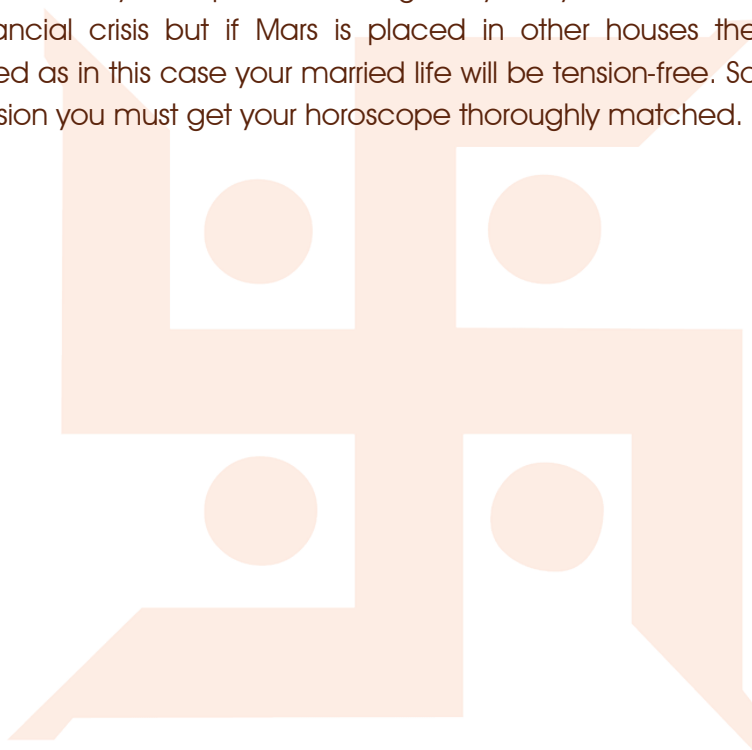 ancial crisis but if Mars is placed in other houses the
ed as in this case your married life will be tension-free. So
sion you must get your horoscope thoroughly matched.